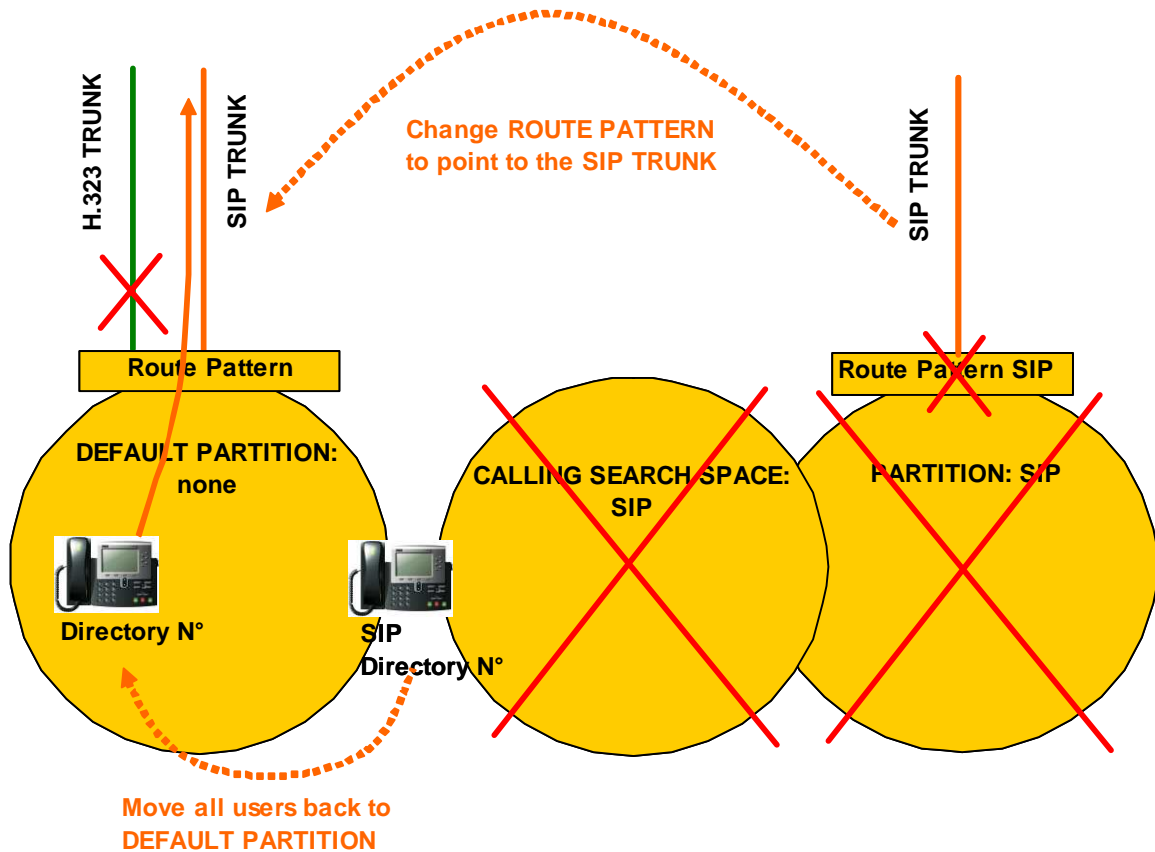 H.323 TRUNK
SIP TRUNK
Change ROUTE PATTERN
to point to the SIP TRUNK
SIP TRUNK
Route Pattern
Route Pattern SIP
DEFAULT PARTITION:
none
CALLING SEARCH SPACE:
SIP
PARTITION: SIP
Directory N°
SIP
Directory N°
Move all users back to
DEFAULT PARTITION